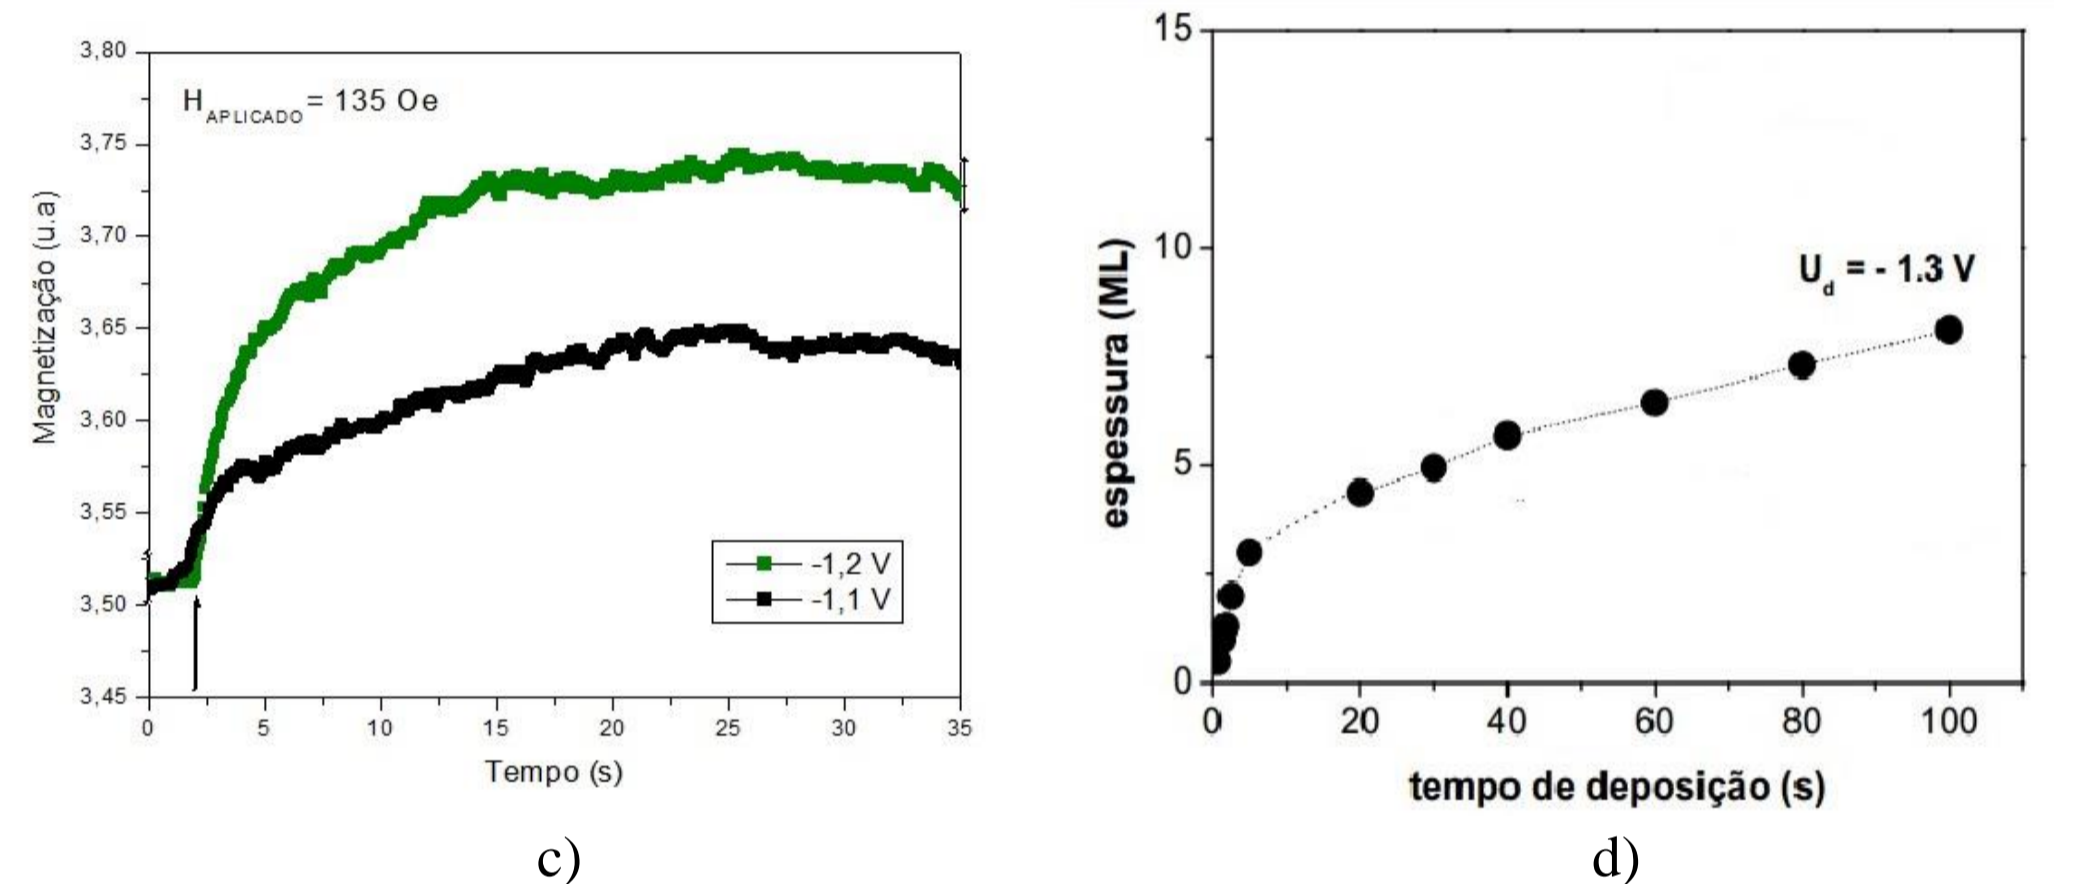 3,80
3,75
3,70
3,65
3,60
3,55
3,50
3,45
Magnetização (u.a)
H APLICADO = 135 Oe
-1,2 V
-1,1 V
0 5 10 15 20 25 30 35
Tempo (s)
c)
15
10
5
0
espessura (ML)
U d = - 1.3 V
0 20 40 60 80 100
tempo de deposição (s)
d)